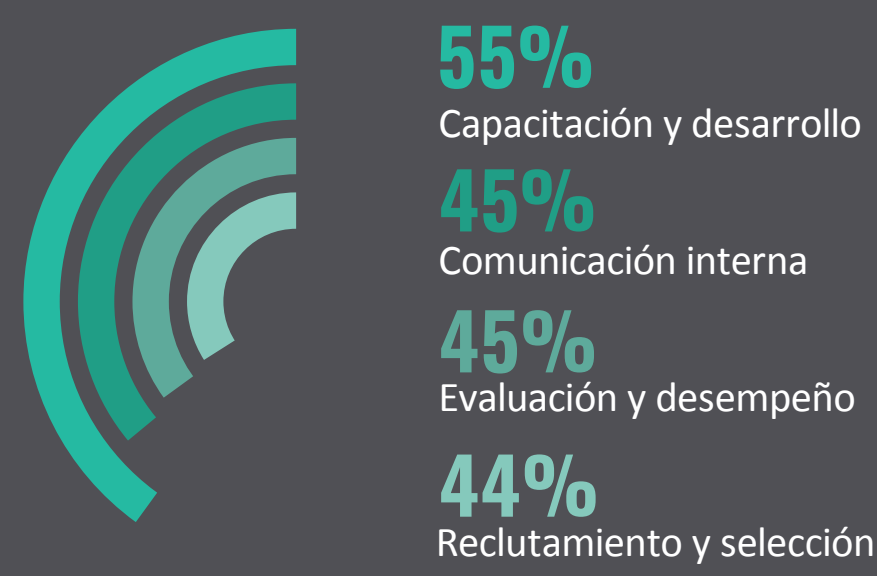 55%
Capacitación y desarrollo
45%
Comunicación interna
45%
Evaluación y desempeño
44%
Reclutamiento y selección